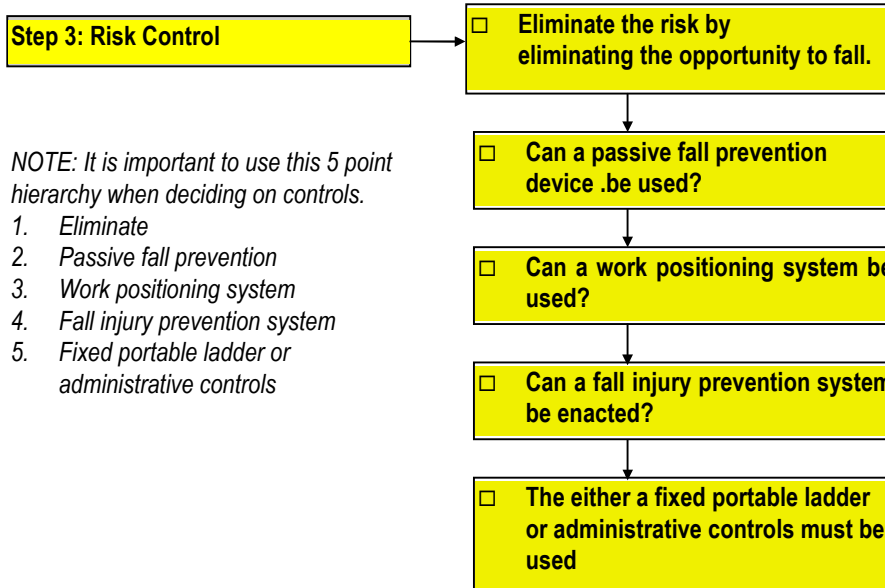 Step 3: Risk Control
NOTE: It is important to use this 5 point
hierarchy when deciding on controls.
1. Eliminate
2. Passive fall prevention
3. Work positioning system
4. Fall injury prevention system
5. Fixed portable ladder or
administrative controls
☐ Eliminate the risk by
eliminating the opportunity to fall.
☐ Can a passive fall prevention
device .be used?
☐ Can a work positioning system be
used?
☐ Can a fall injury prevention system
be enacted?
☐ The either a fixed portable ladder
or administrative controls must be
used